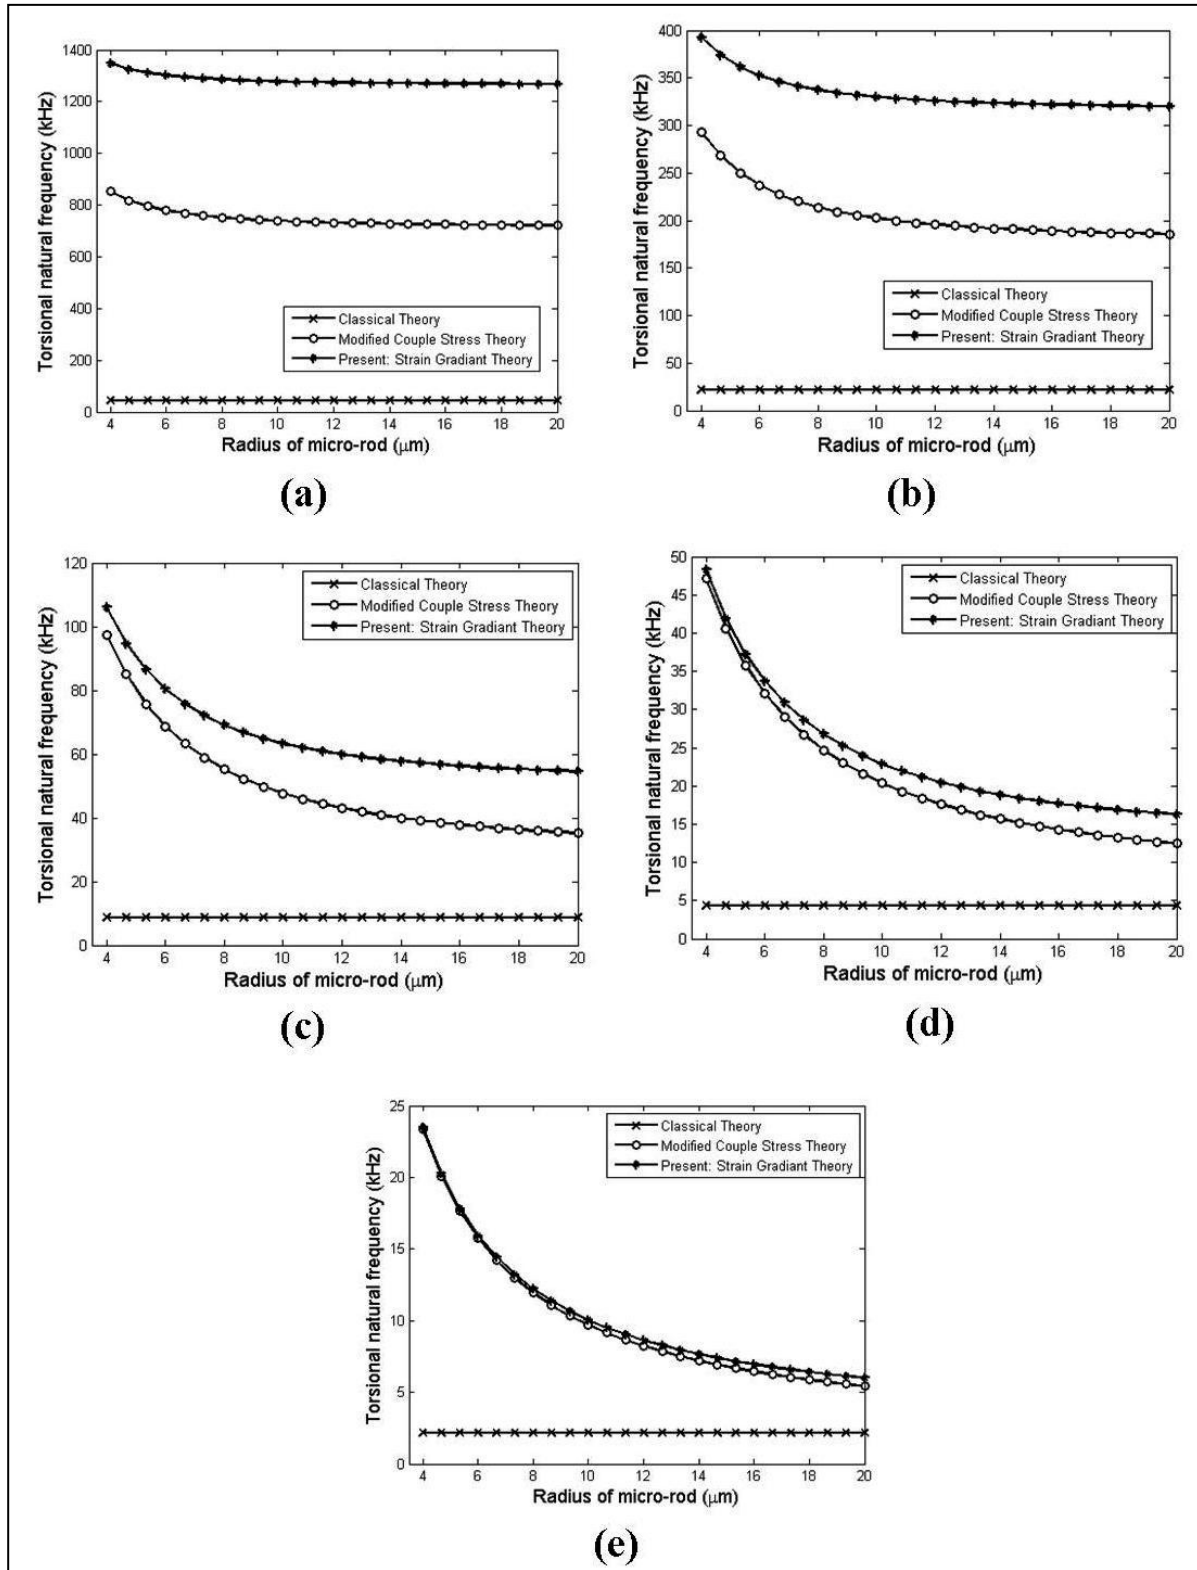 1400
1200
1000
800
600
400
200
0
Torsional natural frequency (kHz)
Classical Theory
Modified Couple Stress Theory
Present: Strain Gradiant Theory
4 6 8 10 12 14 16 18 20
Radius of micro-rod (μm)
(a)
400
350
300
250
200
150
100
50
0
Torsional natural frequency (kHz)
Classical Theory
Modified Couple Stress Theory
Present: Strain Gradiant Theory
4 6 8 10 12 14 16 18 20
Radius of micro-rod (μm)
(b)
120
100
80
60
40
20
0
Torsional natural frequency (kHz)
Classical Theory
Modified Couple Stress Theory
Present: Strain Gradiant Theory
4 6 8 10 12 14 16 18 20
Radius of micro-rod (μm)
(c)
50
45
40
35
30
25
20
15
10
5
0
Torsional natural frequency (kHz)
Classical Theory
Modified Couple Stress Theory
Present: Strain Gradiant Theory
4 6 8 10 12 14 16 18 20
Radius of micro-rod (μm)
(d)
25
20
15
10
5
0
Torsional natural frequency (kHz)
Classical Theory
Modified Couple Stress Theory
Present: Strain Gradiant Theory
4 6 8 10 12 14 16 18 20
Radius of micro-rod (μm)
(e)